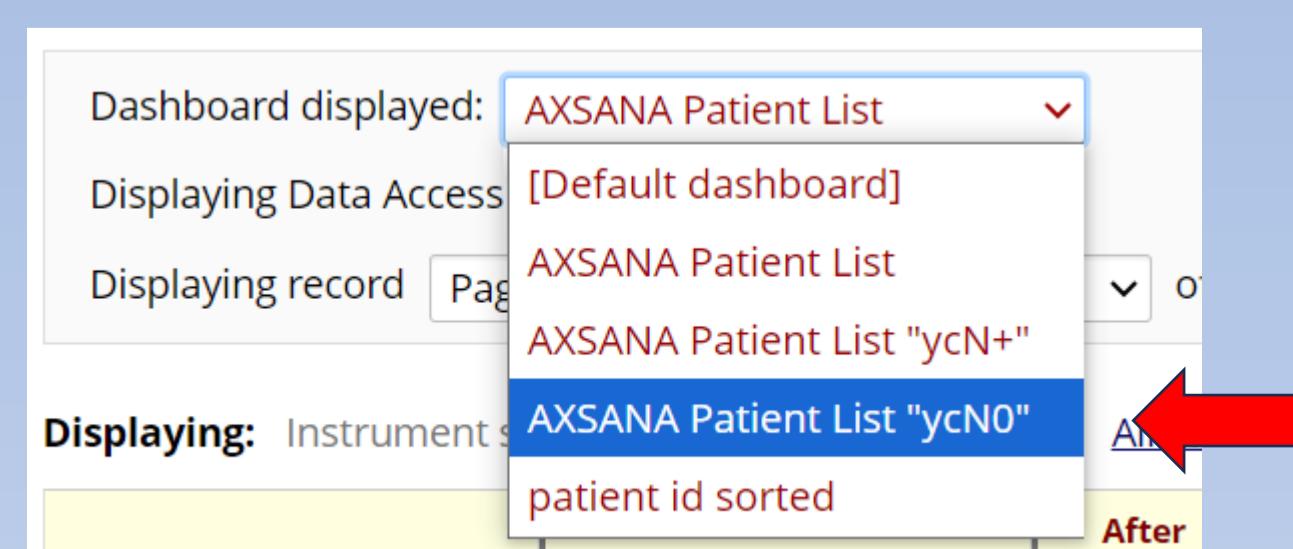 Dashboard displayed: AXSANA Patient List
[Default dashboard]
Displaying Data Access
AXSANA Patient List
Displaying record
AXSANA Patient List "ycN+"
AXSANA Patient List "ycN0"
Displaying: Instrument
patient id sorted
After